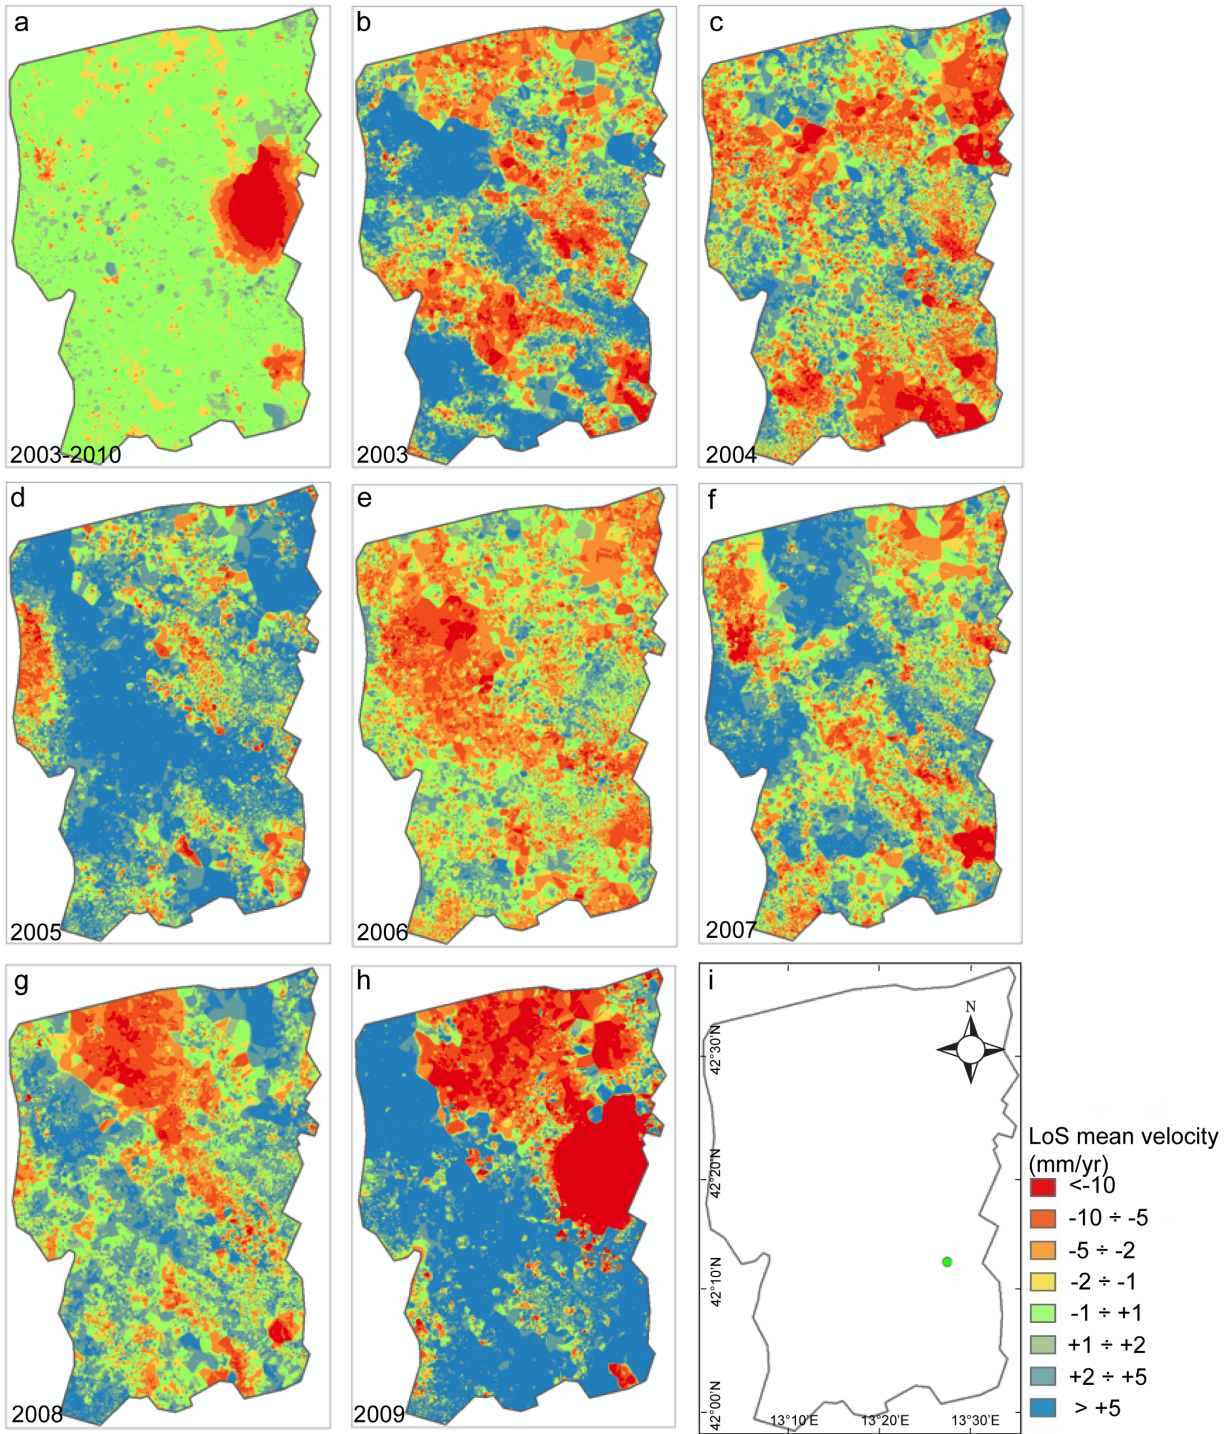 a
b
c
2003-2010
2003
2004
d
e
f
2005
2006
2007
g
h
i
N
42°30'N
42°20'N
42°10'N
42°00'N
13°10'E
13°20'E
13°30'E
2008
2009
LoS mean velocity
(mm/yr)
<-10
-10 ÷ -5
-5 ÷ -2
-2 ÷ -1
-1 ÷ +1
+1 ÷ +2
+2 ÷ +5
> +5